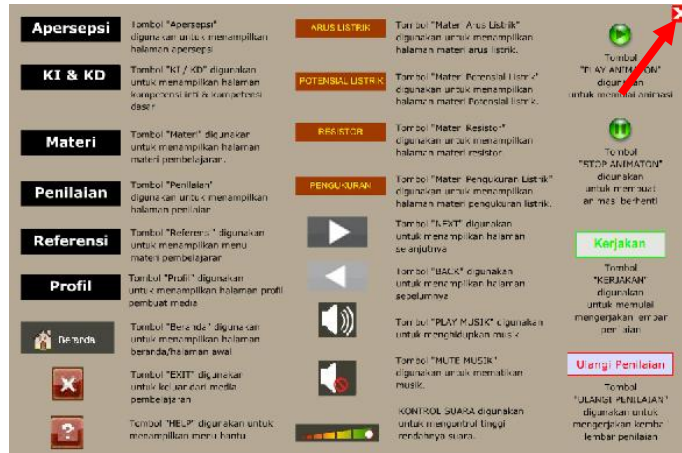 Apersepsi
Tombol "Apersepsi"
digunakan untuk menampilkan
halaman apersepsi
KI & KD
Tombol "KI / KD" digunakan
untuk menampilkan halaman
kompetensi inti & kompetensi
dasar
Materi
Tombol "Materi" digunakan
untuk menampilkan halaman
materi pembelajaran.
Penilaian
Tombol "Penilaian"
digunakan untuk menampilkan
halaman penilaian
Referensi
Tombol "Referensi" digunakan
untuk menampilkan menu
materi pembelajaran
Profil
Tombol "Profil" digunakan
untuk menampilkan halaman profil
pembuat media
Beranda
Tombol "Beranda" digunakan
untuk menampilkan halaman
beranda/halaman awal
Tombol "EXIT" digunakan
untuk keluar dari media
pembelajaran
Tombol "HELP" digunakan untuk
menampilkan menu bantu
ARUS LISTRIK
Tombol "Materi Arus Listrik"
digunakan untuk menampilkan
halaman materi arus listrik.
POTENSIAL LISTRIK
Tombol "Materi Potensial Listrik"
digunakan untuk menampilkan
halaman materi Potensial listrik.
RESISTOR
Tombol "Materi Resistor"
digunakan untuk menampilkan
halaman materi resistor
PENGUKURAN
Tombol "Materi Pengukuran Listrik"
digunakan untuk menampilkan
halaman materi pengukuran listrik.
Tombol "NEXT" digunakan
untuk menampilkan halaman
selanjutnya
Tombol "BACK" digunakan
untuk menampilkan halaman
sebelumnya
Tombol "PLAY MUSIK" digunakan
untuk menghidupkan musik
Tombol "MUTE MUSIK"
digunakan untuk mematikan
musik.
KONTROL SUARA digunakan
untuk mengontrol tinggi
rendahnya suara.
Tombol
"PLAY ANIMATON"
digunakan
untuk memulai animasi
Tombol
"STOP ANIMATON"
digunakan
untuk membuat
animasi berhenti
Kerjakan
Tombol
"KERJAKAN"
digunakan
untuk memulai
mengerjakan lembar
penilaian
Ulangi Penilaian
Tombol
"ULANGI PENILAIAN"
digunakan untuk
mengerjakan kembali
lembar penilaian